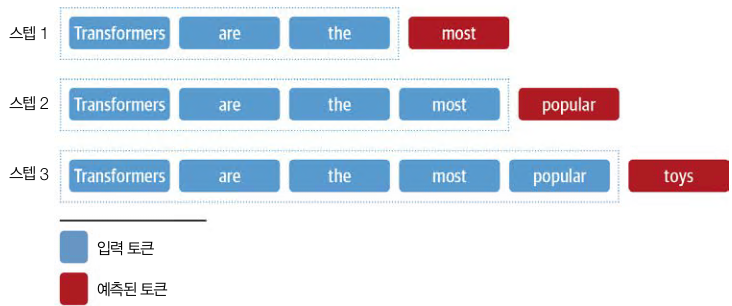 스텝 1 Transformers are the most
스텝 2 Transformers are the most popular
스텝 3 Transformers are the most popular toys
입력 토큰
예측된 토큰